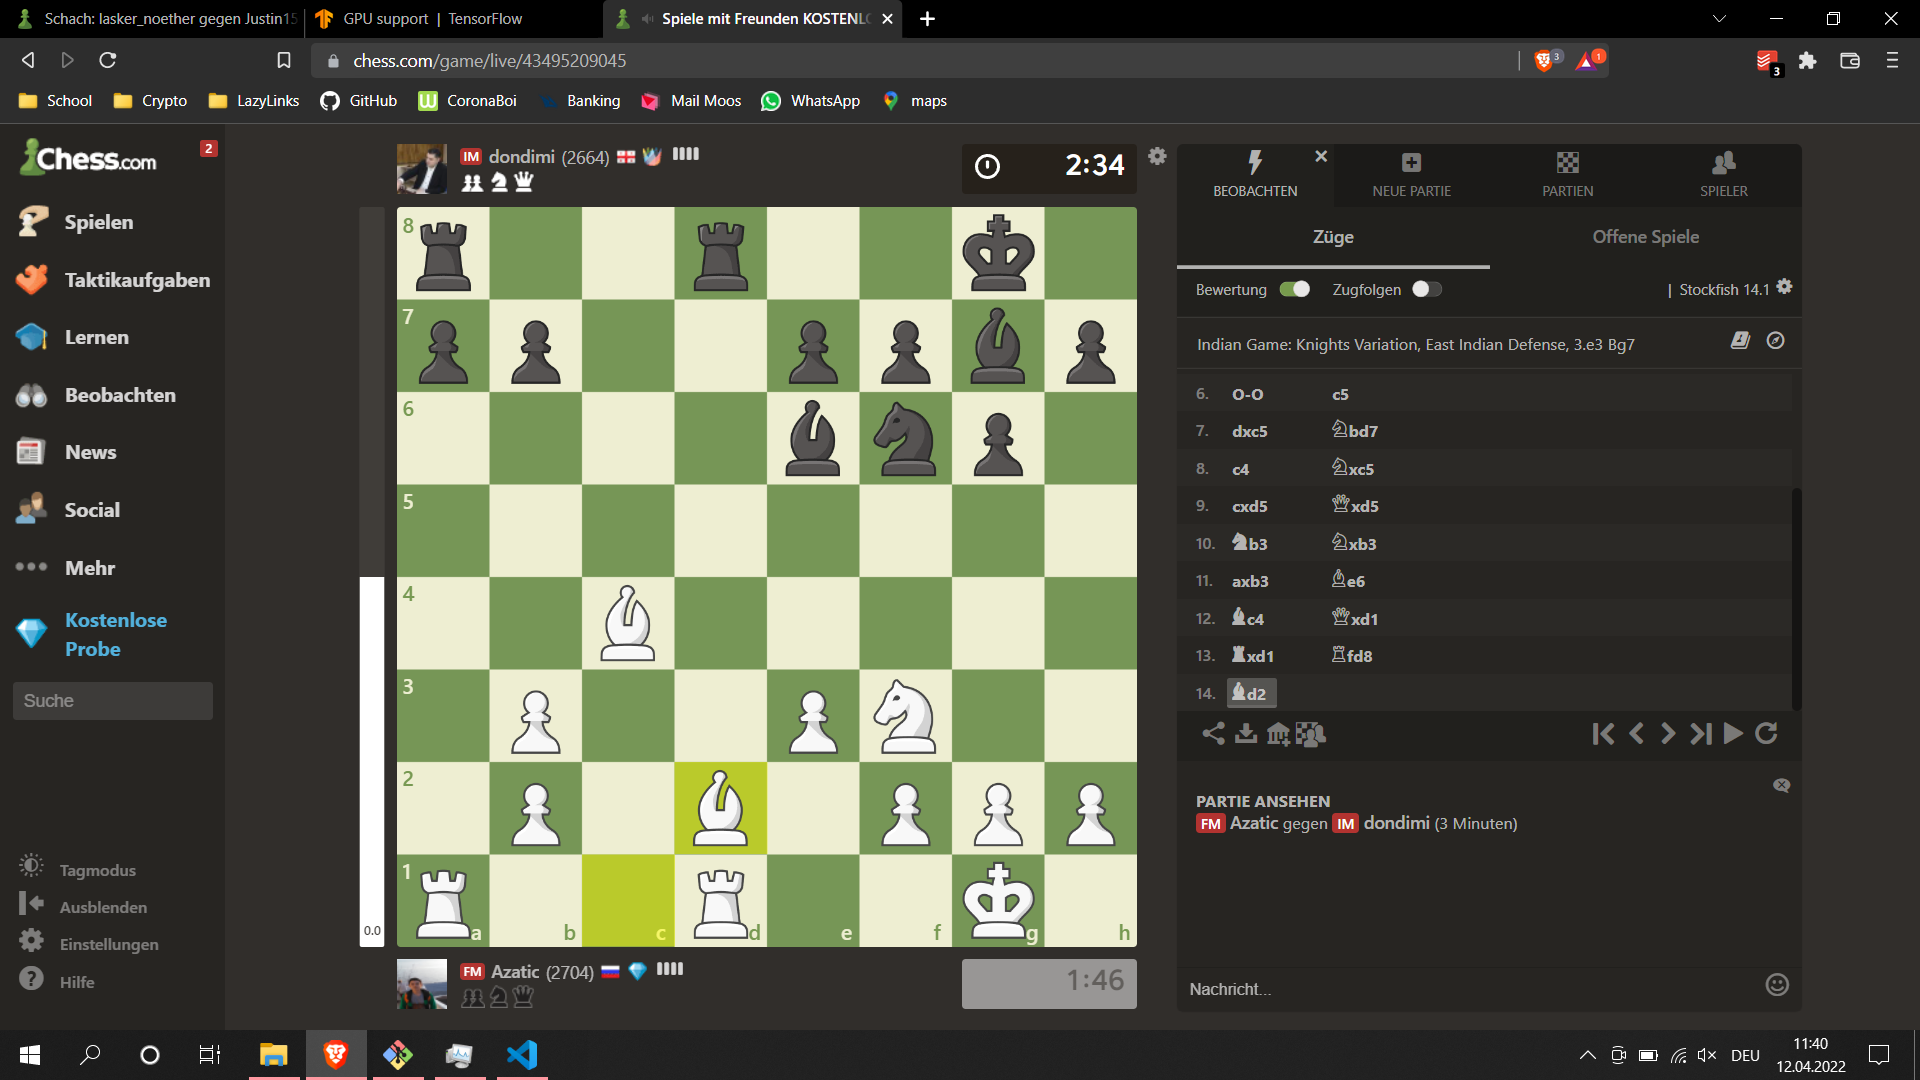 Schach: lasker_noether gegen Justin15
GPU support | TensorFlow
Spiele mit Freunden KOSTENLO
chess.com/game/live/43495209045
3
1
3
School
Crypto
LazyLinks
GitHub
CoronaBoi
Banking
Mail Moos
WhatsApp
maps
Chess.com
2
Spielen
Taktikaufgaben
Lernen
Beobachten
News
Social
Mehr
Kostenlose
Probe
Suche
Tagmodus
Ausblenden
Einstellungen
Hilfe
IM dondimi (2664)
2:34
8
7
6
5
4
3
2
1
a b c d e f g h
0.0
FM Azatic (2704)
1:46
BEOBACHTEN
NEUE PARTIE
PARTIEN
SPIELER
Züge
Offene Spiele
Bewertung
Zugfolgen
| Stockfish 14.1
Indian Game: Knights Variation, East Indian Defense, 3.e3 Bg7
6. O-O c5
7. dxc5 ♘bd7
8. c4 ♘xc5
9. cxd5 ♕xd5
10. ♞b3 ♘xb3
11. axb3 ♗e6
12. ♝c4 ♕xd1
13. ♜xd1 ♖fd8
14. ♝d2
PARTIE ANSEHEN
FM Azatic gegen IM dondimi (3 Minuten)
Nachricht...
DEU
11:40
12.04.2022